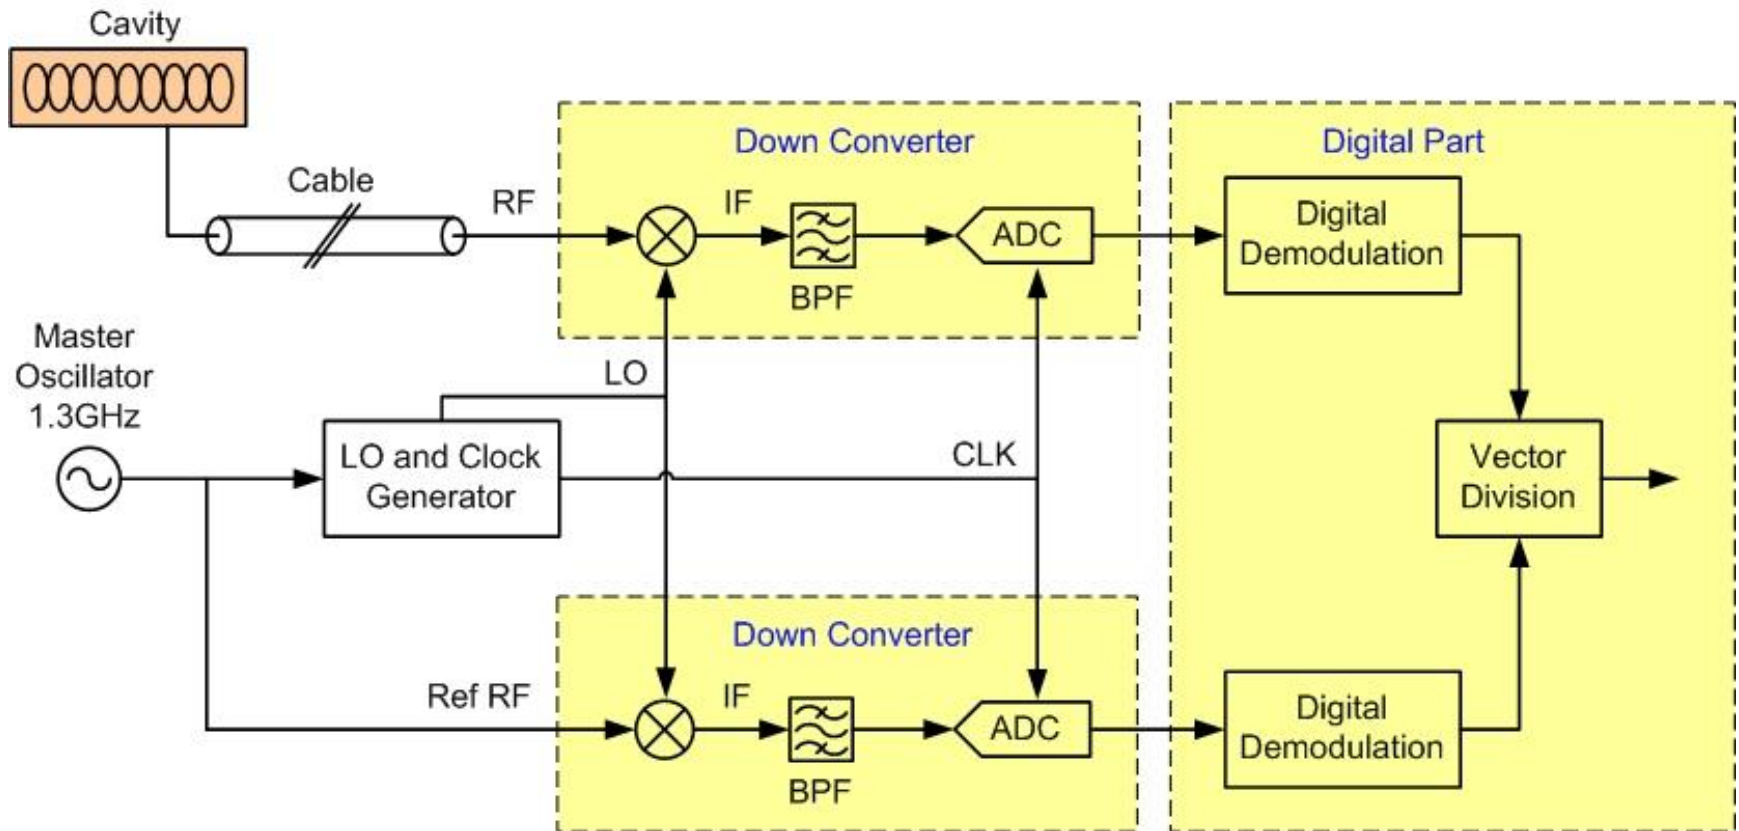 Cavity
Cable
RF
Down Converter
IF
BPF
ADC
Digital Part
Digital
Demodulation
Master
Oscillator
1.3GHz
LO
LO and Clock
Generator
CLK
Vector
Division
Ref RF
Down Converter
IF
BPF
ADC
Digital
Demodulation